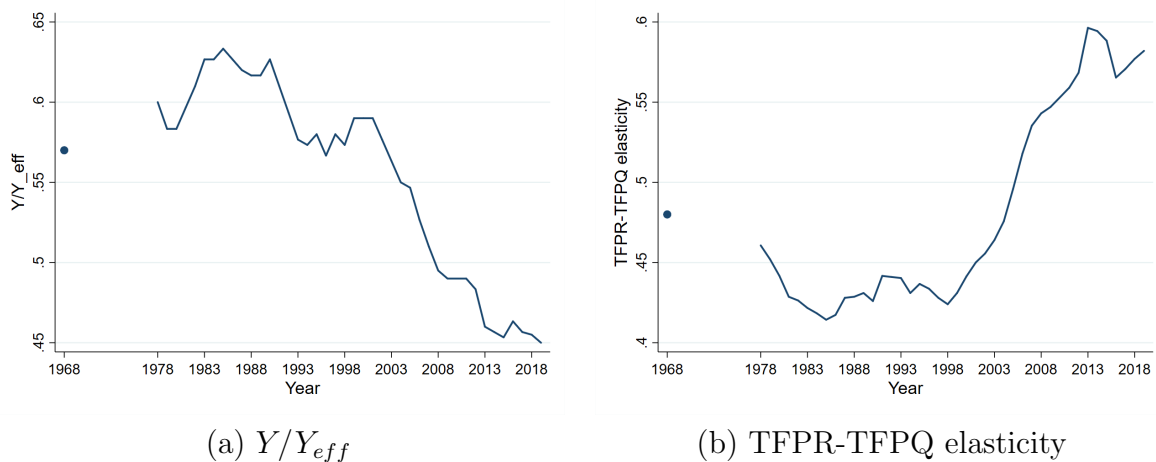 .65
.6
.55
.5
.45
Y/Y_eff
1968 1978 1983 1988 1993 1998 2003 2008 2013 2018
Year
(a) Y/Y_eff
.6
.55
.5
.45
.4
TFPR-TFPQ elasticity
1968 1978 1983 1988 1993 1998 2003 2008 2013 2018
Year
(b) TFPR-TFPQ elasticity